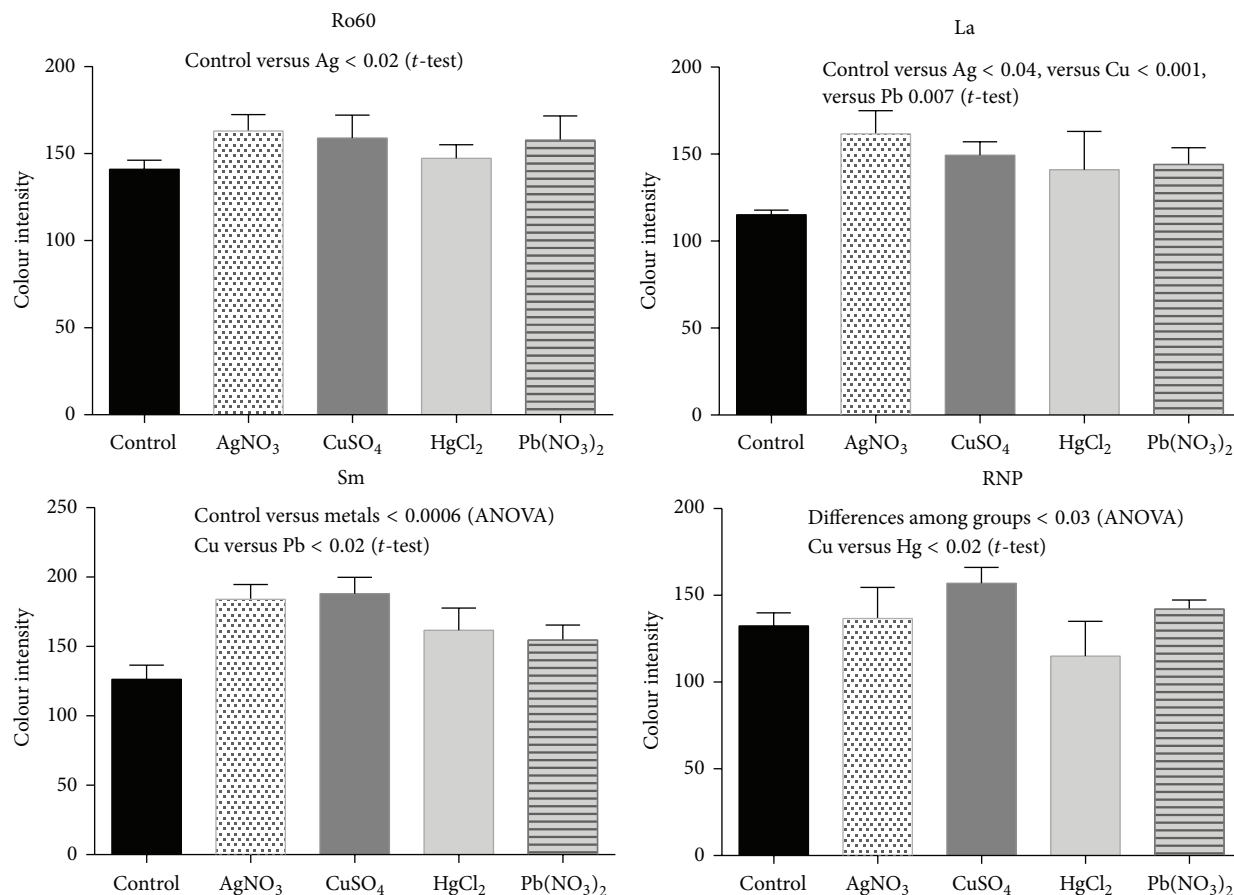 Ro60
Control versus Ag < 0.02 (t-test)
200
150
100
50
0
Colour intensity
Control
AgNO₃
CuSO₄
HgCl₂
Pb(NO₃)₂
La
Control versus Ag < 0.04, versus Cu < 0.001,
versus Pb 0.007 (t-test)
200
150
100
50
0
Colour intensity
Control
AgNO₃
CuSO₄
HgCl₂
Pb(NO₃)₂
Sm
Control versus metals < 0.0006 (ANOVA)
Cu versus Pb < 0.02 (t-test)
250
200
150
100
50
0
Colour intensity
Control
AgNO₃
CuSO₄
HgCl₂
Pb(NO₃)₂
RNP
Differences among groups < 0.03 (ANOVA)
Cu versus Hg < 0.02 (t-test)
200
150
100
50
0
Colour intensity
Control
AgNO₃
CuSO₄
HgCl₂
Pb(NO₃)₂